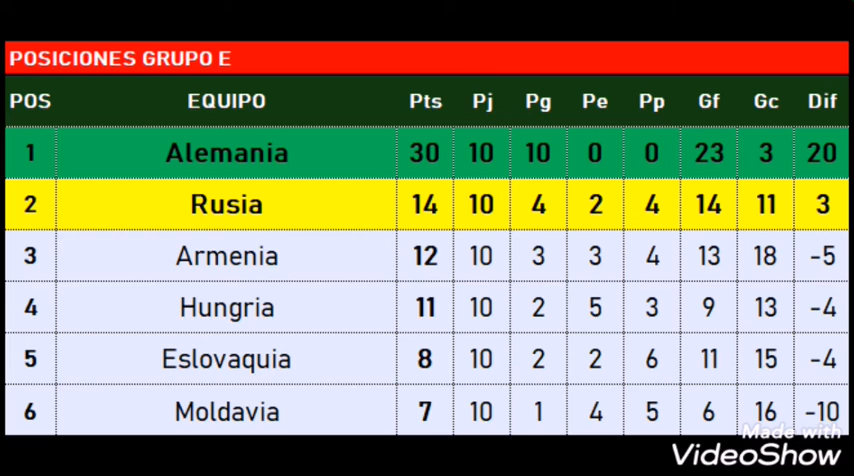 POSICIONES GRUPO E
POS EQUIPO Pts Pj Pg Pe Pp Gf Gc Dif
1 Alemania 30 10 10 0 0 23 3 20
2 Rusia 14 10 4 2 4 14 11 3
3 Armenia 12 10 3 3 4 13 18 -5
4 Hungria 11 10 2 5 3 9 13 -4
5 Eslovaquia 8 10 2 2 6 11 15 -4
6 Moldavia 7 10 1 4 5 6 16 -10
Made with
VideoShow